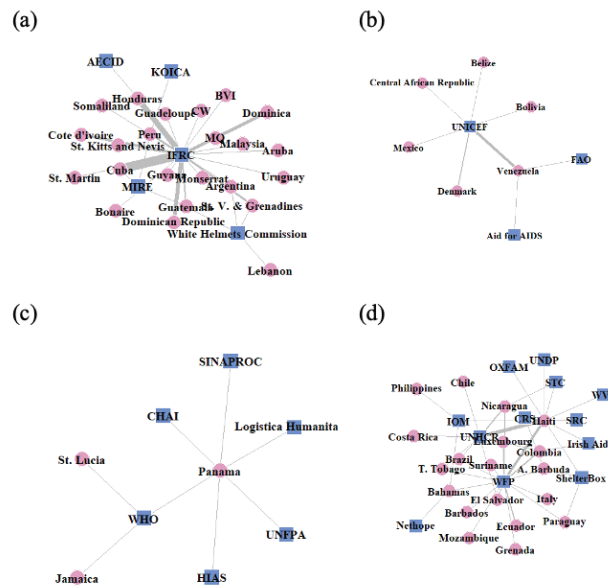 (a)
AECID
KOICA
Honduras
BVI
Somaliland
Guadeloupe
CW
Dominica
Cote d'ivoire
Peru
MQ
Malaysia
St. Kitts and Nevis
IFRC
Aruba
Cuba
Guyana
Uruguay
St. Martin
MIRE
Monserrat
Argentina
Bonaire
Guatemala
St. V. & Grenadines
Dominican Republic
White Helmets Commission
Lebanon
(b)
Belize
Central African Republic
Bolivia
UNICEF
Mexico
Venezuela
FAO
Denmark
Aid for AIDS
(c)
SINAPROC
CHAI
Logistica Humanita
St. Lucia
Panama
WHO
UNFPA
Jamaica
HIAS
(d)
UNDP
OXFAM
STC
Philippines
Chile
Nicaragua
WV
IOM
CRS
Haiti
SRC
Costa Rica
UNHCR
Luxembourg
Irish Aid
Brazil
Colombia
T. Tobago
Suriname
A. Barbuda
WFP
ShelterBox
Bahamas
El Salvador
Italy
Nethope
Barbados
Ecuador
Paraguay
Mozambique
Grenada